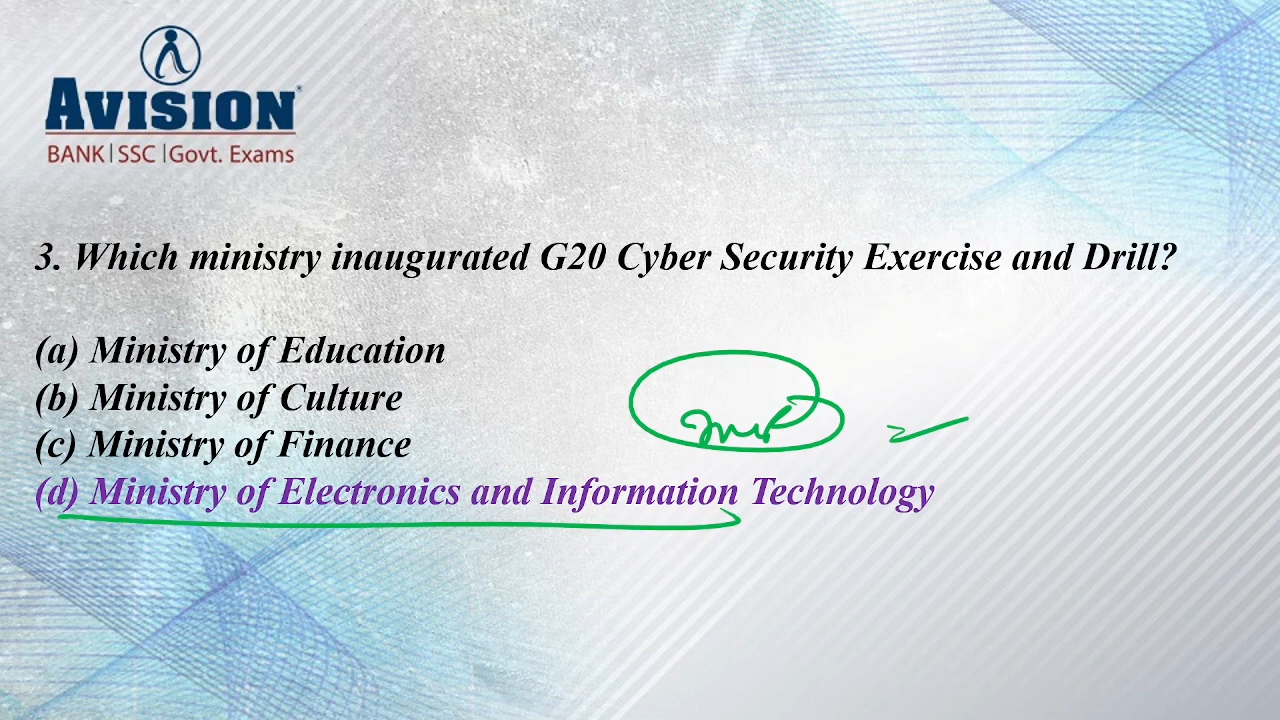 AVISION
BANK | SSC | Govt. Exams
3. Which ministry inaugurated G20 Cyber Security Exercise and Drill?
(a) Ministry of Education
(b) Ministry of Culture
(c) Ministry of Finance
(d) Ministry of Electronics and Information Technology